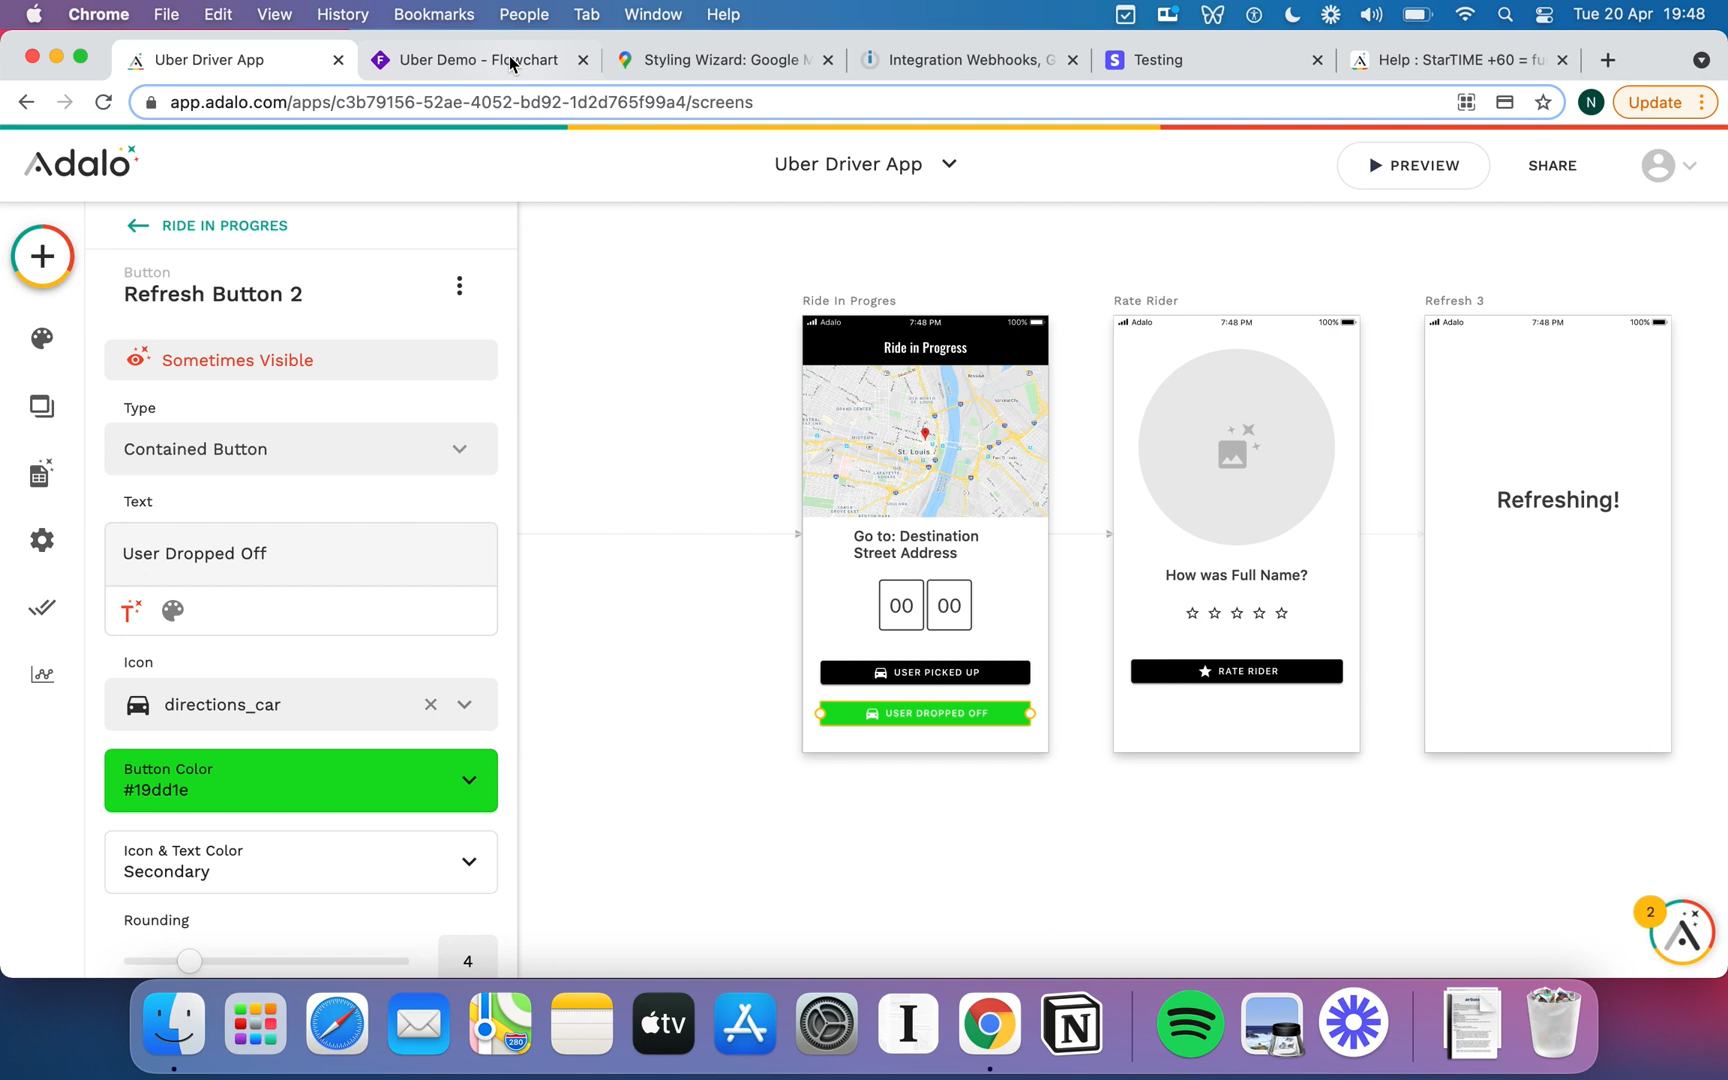 Chrome File Edit View History Bookmarks People Tab Window Help Tue 20 Apr 19:48
Uber Driver App Uber Demo - Flowchart Styling Wizard: Google M Integration Webhooks, G Testing Help : StarTIME +60 = fu
app.adalo.com/apps/c3b79156-52ae-4052-bd92-1d2d765f99a4/screens N Update
Adalo Uber Driver App PREVIEW SHARE
RIDE IN PROGRES
Button
Refresh Button 2
Sometimes Visible
Type
Contained Button
Text
User Dropped Off
Icon
directions_car
Button Color
#19dd1e
Icon & Text Color
Secondary
Rounding
4
Ride In Progres
Adalo 7:48 PM 100%
Ride in Progress
St. Louis
Go to: Destination
Street Address
00 00
USER PICKED UP
USER DROPPED OFF
Rate Rider
Adalo 7:48 PM 100%
How was Full Name?
RATE RIDER
Refresh 3
Adalo 7:48 PM 100%
Refreshing!
2
280
tv